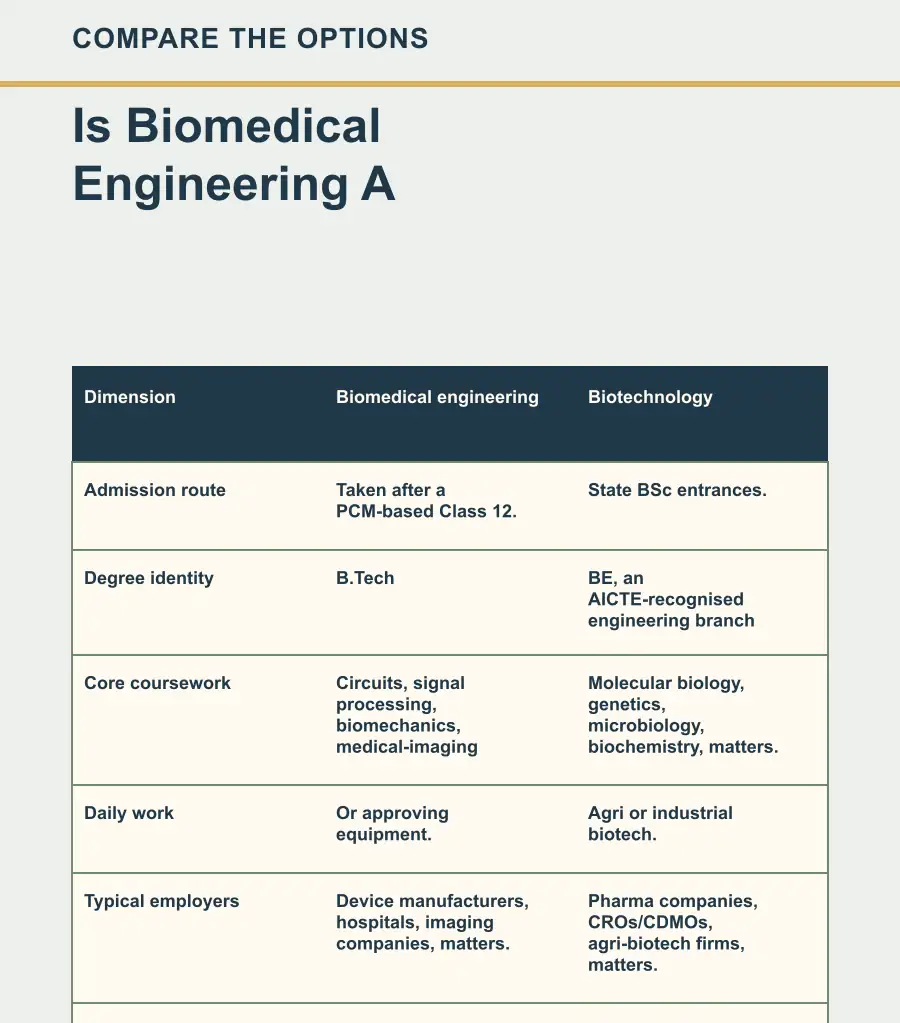 COMPARE THE OPTIONS
Is Biomedical
Engineering A
Dimension
Biomedical engineering
Biotechnology
Admission route
Taken after a
PCM-based Class 12.
State BSc entrances.
Degree identity
B.Tech
BE, an
AICTE-recognised
engineering branch
Core coursework
Circuits, signal
processing,
biomechanics,
medical-imaging
Molecular biology,
genetics,
microbiology,
biochemistry, matters.
Daily work
Or approving
equipment.
Agri or industrial
biotech.
Typical employers
Device manufacturers,
hospitals, imaging
companies, matters.
Pharma companies,
CROs/CDMOs,
agri-biotech firms,
matters.